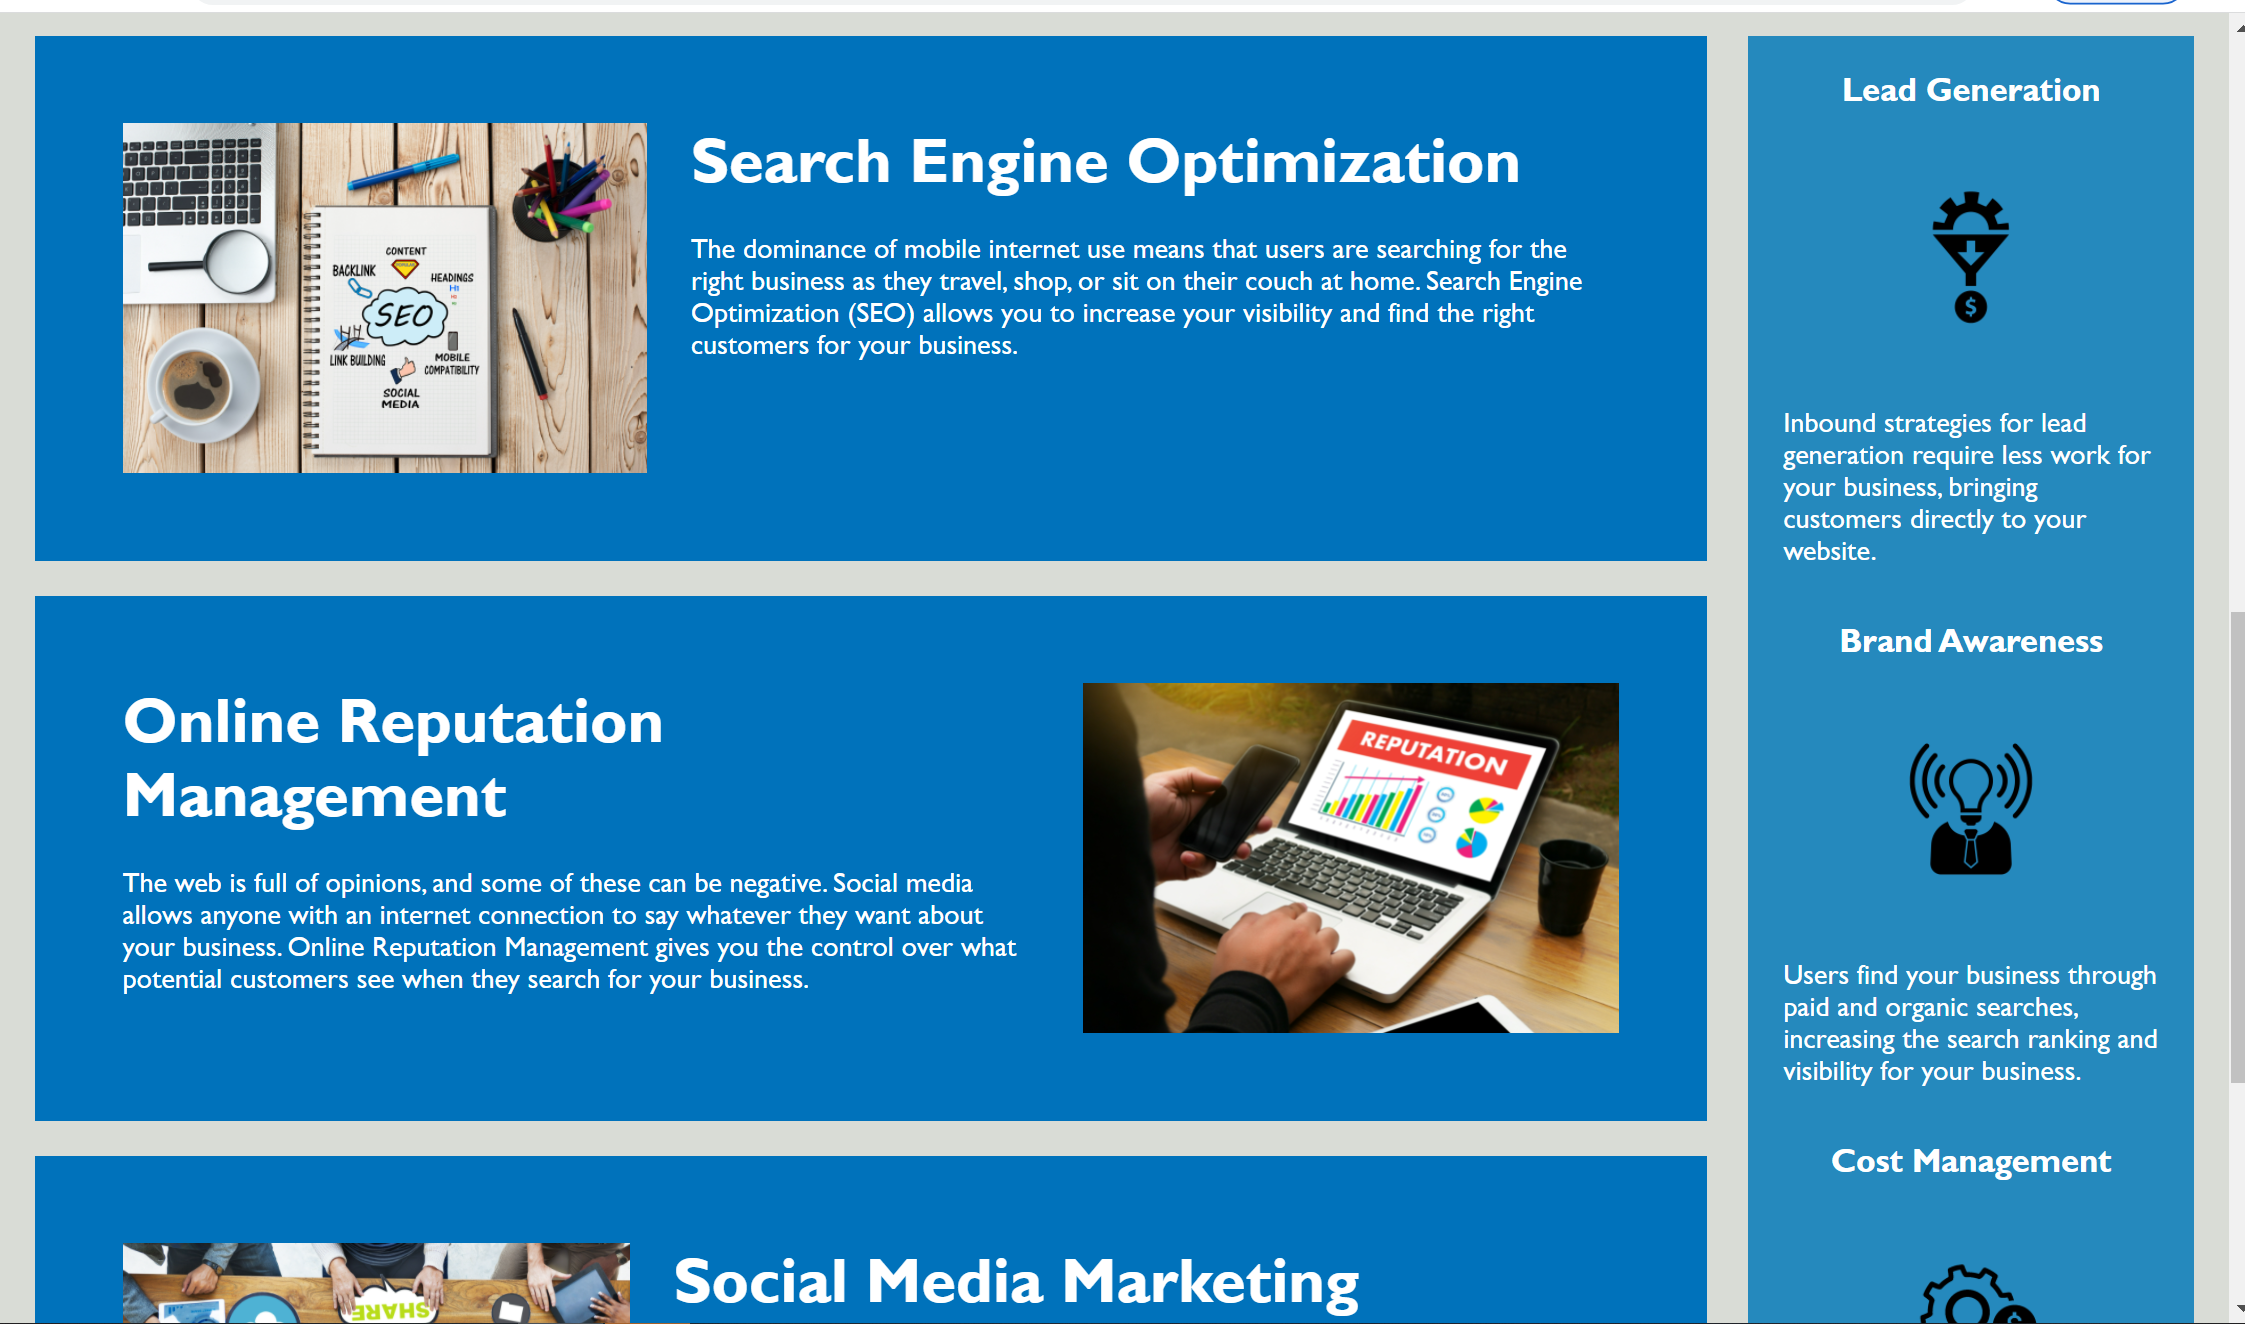 Search Engine Optimization
The dominance of mobile internet use means that users are searching for the
right business as they travel, shop, or sit on their couch at home. Search Engine
Optimization (SEO) allows you to increase your visibility and find the right
customers for your business.
CONTENT
BACKLINK
HEADINGS
H1
SEO
LINK BUILDING
MOBILE
COMPATIBILITY
SOCIAL
MEDIA
Online Reputation
Management
The web is full of opinions, and some of these can be negative. Social media
allows anyone with an internet connection to say whatever they want about
your business. Online Reputation Management gives you the control over what
potential customers see when they search for your business.
REPUTATION
Social Media Marketing
SHARE
Lead Generation
$
Inbound strategies for lead
generation require less work for
your business, bringing
customers directly to your
website.
Brand Awareness
Users find your business through
paid and organic searches,
increasing the search ranking and
visibility for your business.
Cost Management